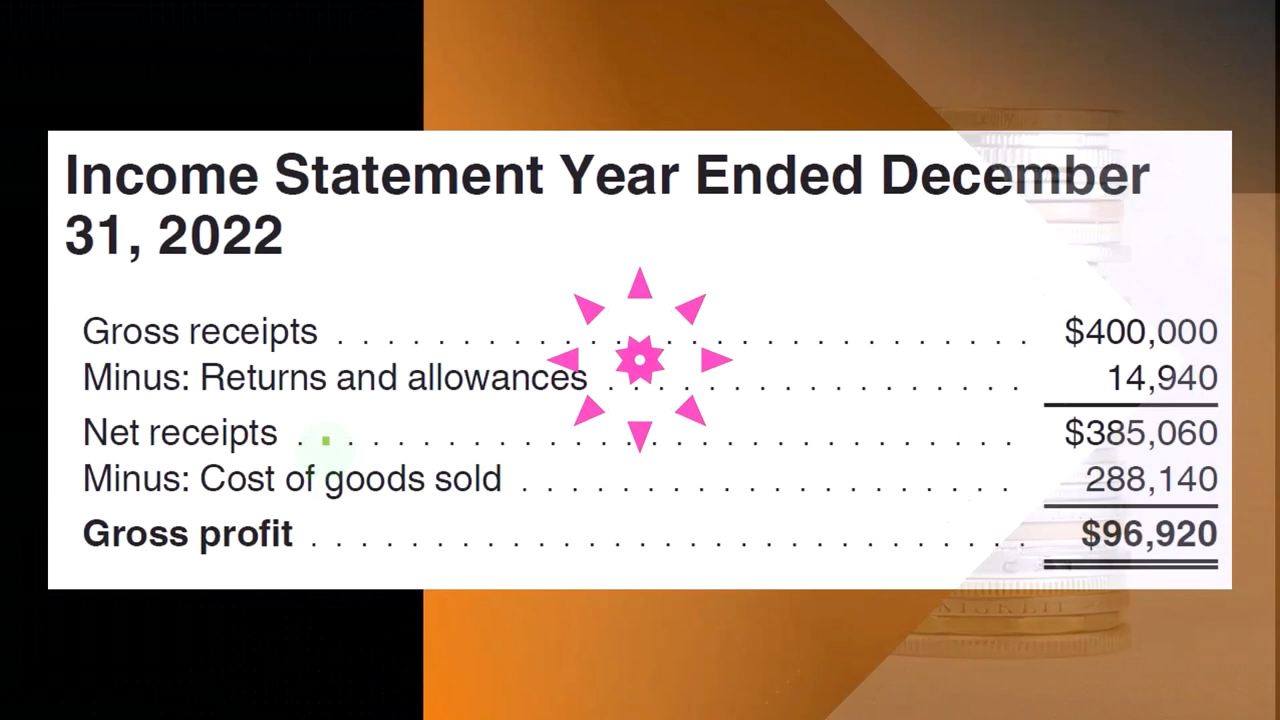 Income Statement Year Ended December
31, 2022
Gross receipts . . . . . . . . . . . . . . . . . . . . . . . . . . . . $400,000
Minus: Returns and allowances . . . . . . . . . . . . . . . . . 14,940
Net receipts . . . . . . . . . . . . . . . . . . . . . . . . . . . . . $385,060
Minus: Cost of goods sold . . . . . . . . . . . . . . . . . . . . 288,140
Gross profit . . . . . . . . . . . . . . . . . . . . . . . . . . . . . $96,920